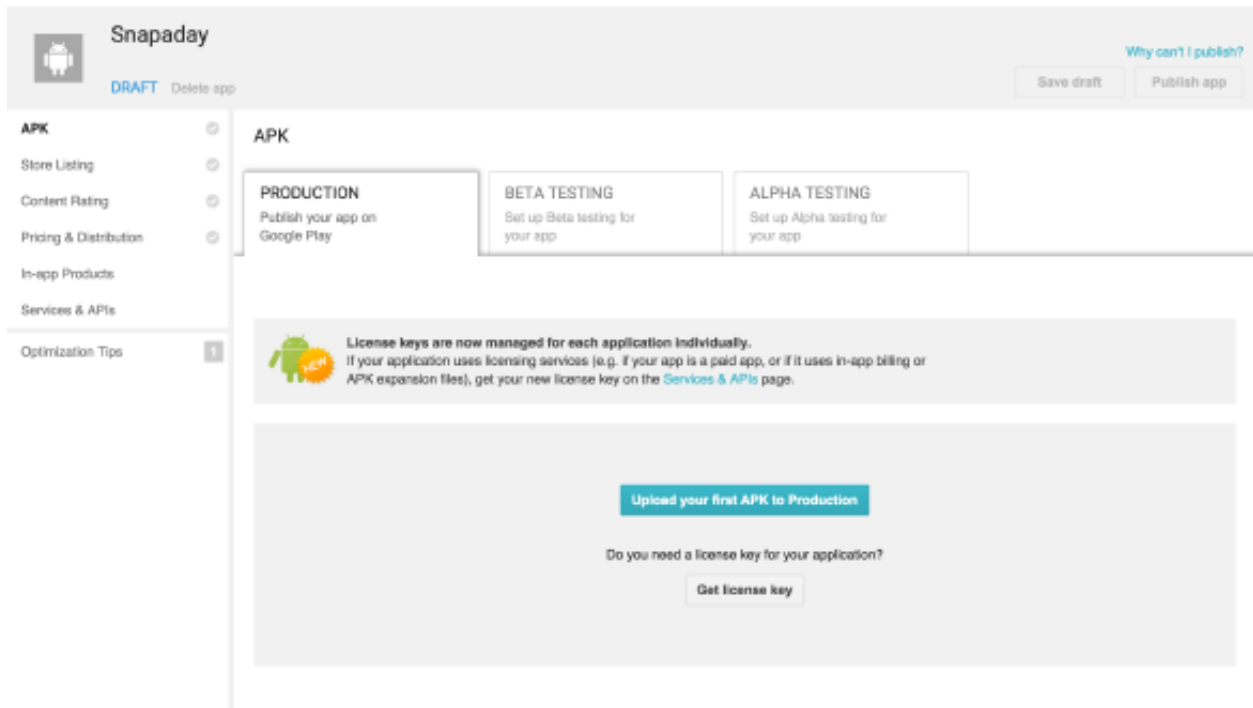 Snapaday
Why can't I publish?
DRAFT Delete app
Save draft Publish app
APK
Store Listing
Content Rating
Pricing & Distribution
In-app Products
Services & APIs
Optimization Tips 1
APK
PRODUCTION
Publish your app on
Google Play
BETA TESTING
Set up Beta testing for
your app
ALPHA TESTING
Set up Alpha testing for
your app
NEW
License keys are now managed for each application individually.
If your application uses licensing services (e.g. if your app is a paid app, or if it uses in-app billing or
APK expansion files), get your new license key on the Services & APIs page.
Upload your first APK to Production
Do you need a license key for your application?
Get license key